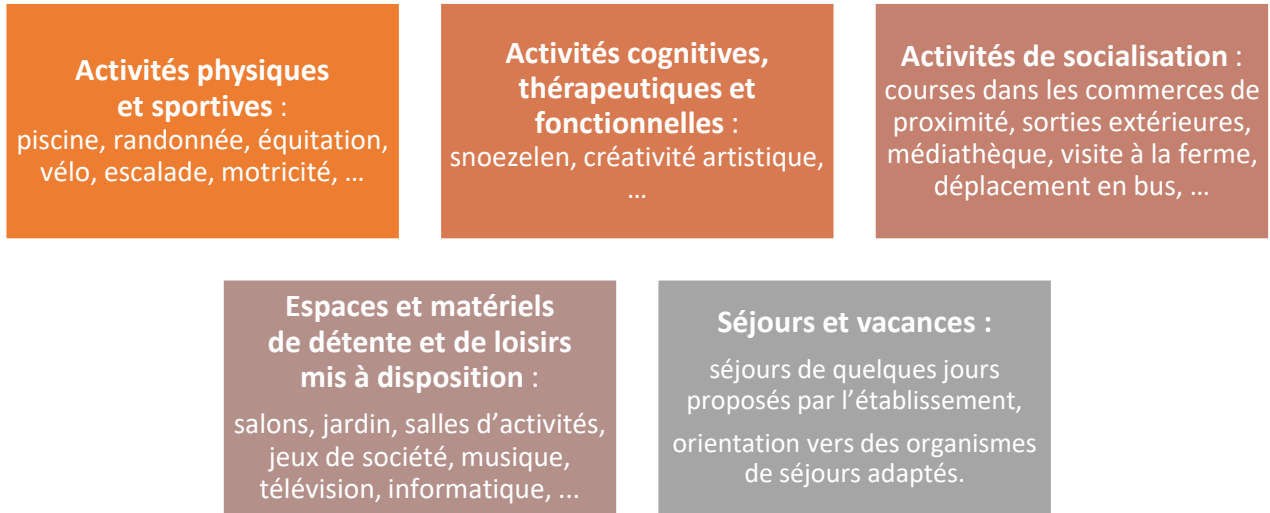 Activités physiques
et sportives :
piscine, randonnée, équitation,
vélo, escalade, motricité, …
Activités cognitives,
thérapeutiques et
fonctionnelles :
snoezelen, créativité artistique,
…
Activités de socialisation :
courses dans les commerces de
proximité, sorties extérieures,
médiathèque, visite à la ferme,
déplacement en bus, …
Espaces et matériels
de détente et de loisirs
mis à disposition :
salons, jardin, salles d’activités,
jeux de société, musique,
télévision, informatique, ...
Séjours et vacances :
séjours de quelques jours
proposés par l’établissement,
orientation vers des organismes
de séjours adaptés.